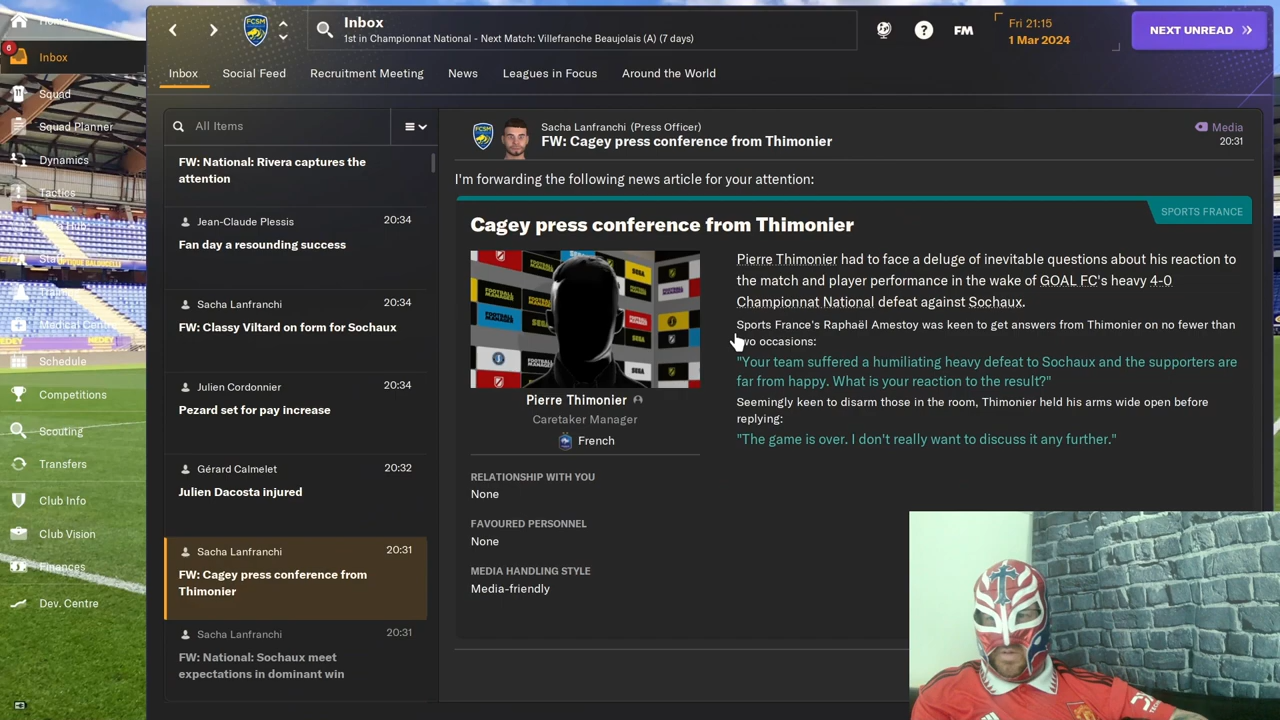 Home
6
Inbox
Squad
Squad Planner
Dynamics
Tactics
Medical Centre
Schedule
Competitions
Scouting
Transfers
Club Info
Club Vision
Finances
Dev. Centre
FCSM
Inbox
1st in Championnat National - Next Match: Villefranche Beaujolais (A) (7 days)
?
FM
Fri 21:15
1 Mar 2024
NEXT UNREAD
Inbox
Social Feed
Recruitment Meeting
News
Leagues in Focus
Around the World
All Items
FW: National: Rivera captures the
attention
Jean-Claude Plessis 20:34
Fan day a resounding success
Sacha Lanfranchi 20:34
FW: Classy Viltard on form for Sochaux
Julien Cordonnier 20:34
Pezard set for pay increase
Gérard Calmelet 20:32
Julien Dacosta injured
Sacha Lanfranchi 20:31
FW: Cagey press conference from
Thimonier
Sacha Lanfranchi 20:31
FW: National: Sochaux meet
expectations in dominant win
FCSM
Sacha Lanfranchi (Press Officer)
FW: Cagey press conference from Thimonier
Media
20:31
I'm forwarding the following news article for your attention:
SPORTS FRANCE
Cagey press conference from Thimonier
Pierre Thimonier
Caretaker Manager
French
RELATIONSHIP WITH YOU
None
FAVOURED PERSONNEL
None
MEDIA HANDLING STYLE
Media-friendly
Pierre Thimonier had to face a deluge of inevitable questions about his reaction to
the match and player performance in the wake of GOAL FC's heavy 4-0
Championnat National defeat against Sochaux.
Sports France's Raphaël Amestoy was keen to get answers from Thimonier on no fewer than
two occasions:
"Your team suffered a humiliating heavy defeat to Sochaux and the supporters are
far from happy. What is your reaction to the result?"
Seemingly keen to disarm those in the room, Thimonier held his arms wide open before
replying:
"The game is over. I don't really want to discuss it any further."